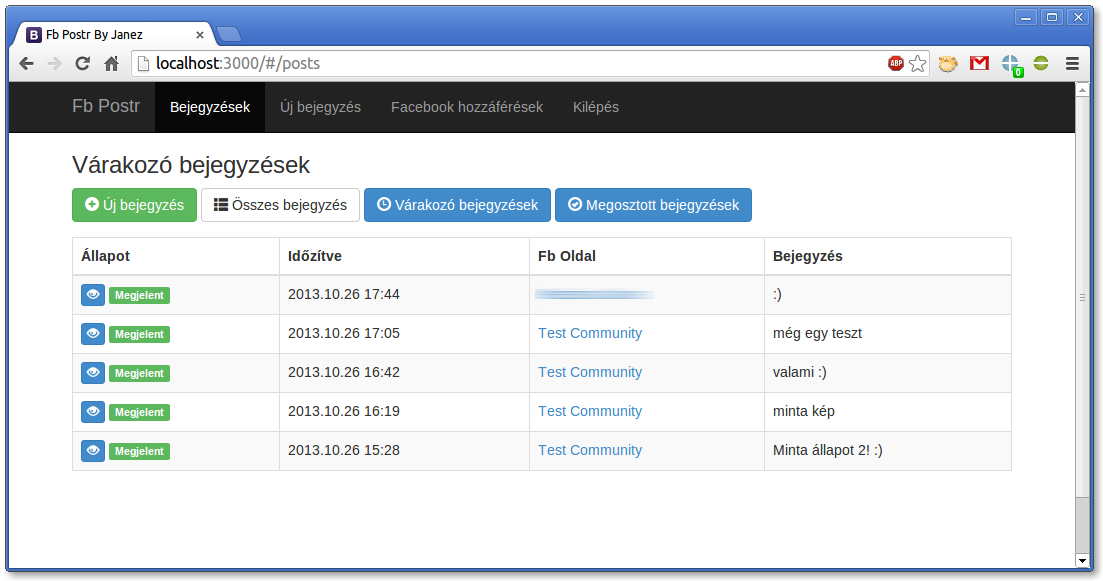 Fb Postr By Janez
localhost:3000/#/posts
ABP
0
Fb Postr Bejegyzések Új bejegyzés Facebook hozzáférések Kilépés
Várakozó bejegyzések
Új bejegyzés Összes bejegyzés Várakozó bejegyzések Megosztott bejegyzések
Állapot Időzítve Fb Oldal Bejegyzés
Megjelent 2013.10.26 17:44 :)
Megjelent 2013.10.26 17:05 Test Community még egy teszt
Megjelent 2013.10.26 16:42 Test Community valami :)
Megjelent 2013.10.26 16:19 Test Community minta kép
Megjelent 2013.10.26 15:28 Test Community Minta állapot 2! :)